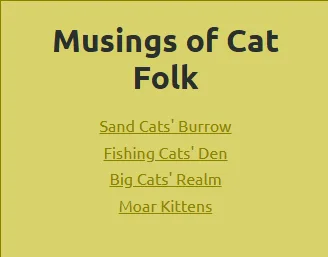 Musings of Cat
Folk
Sand Cats' Burrow
Fishing Cats' Den
Big Cats' Realm
Moar Kittens